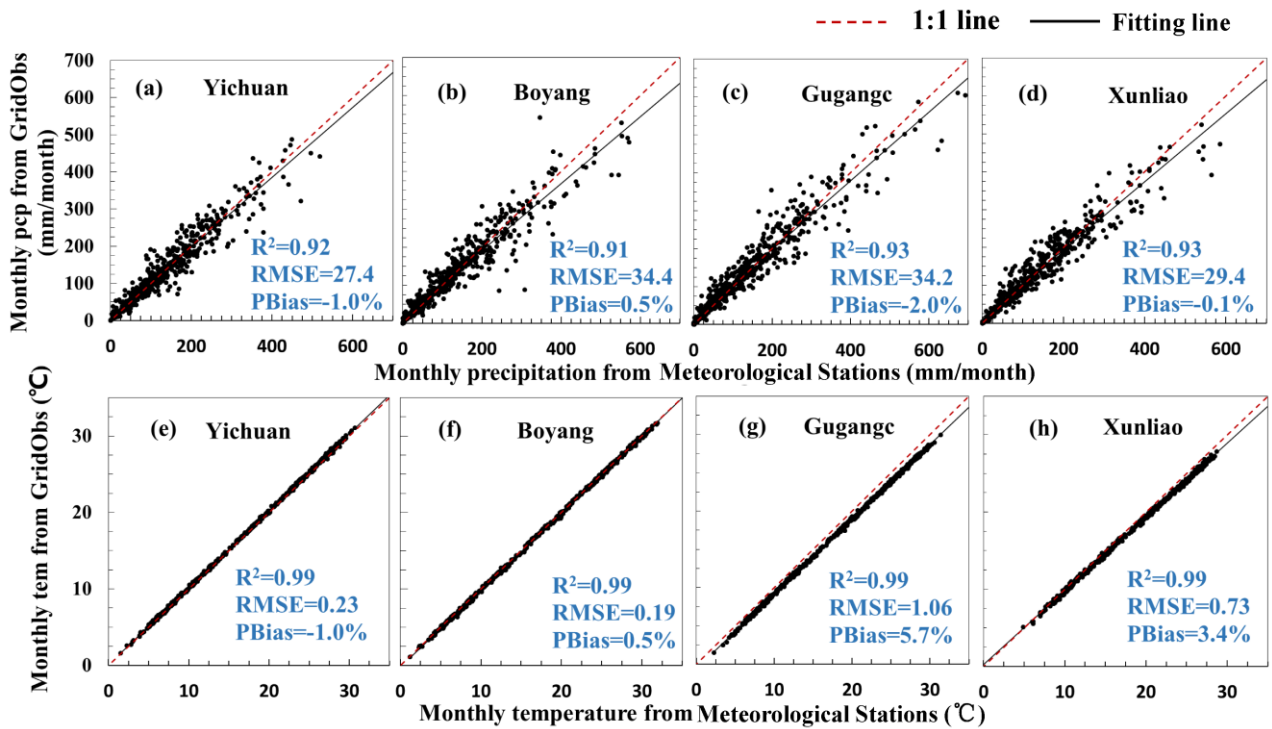 1:1 line
Fitting line
Monthly pcp from GridObs
(mm/month)
700
600
500
400
300
200
100
0
(a) Yichuan
R²=0.92
RMSE=27.4
PBias=-1.0%
(b) Boyang
R²=0.91
RMSE=34.4
PBias=0.5%
(c) Gugangc
R²=0.93
RMSE=34.2
PBias=-2.0%
(d) Xunliao
R²=0.93
RMSE=29.4
PBias=-0.1%
0 200 400 600
0 200 400 600
0 200 400 600
0 200 400 600
Monthly precipitation from Meteorological Stations (mm/month)
Monthly tem from GridObs (℃)
30
20
10
0
(e) Yichuan
R²=0.99
RMSE=0.23
PBias=-1.0%
(f) Boyang
R²=0.99
RMSE=0.19
PBias=0.5%
(g) Gugangc
R²=0.99
RMSE=1.06
PBias=5.7%
(h) Xunliao
R²=0.99
RMSE=0.73
PBias=3.4%
0 10 20 30
0 10 20 30
0 10 20 30
0 10 20 30
Monthly temperature from Meteorological Stations (℃)